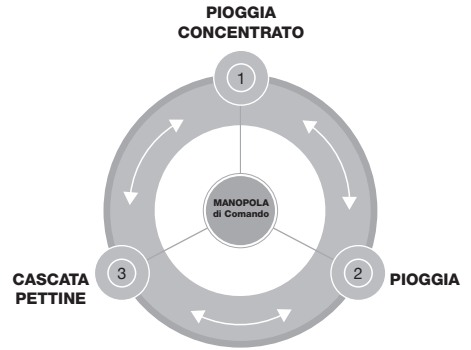 PIOGGIA
CONCENTRATO
1
MANOPOLA
di Comando
CASCATA
PETTINE
3
2
PIOGGIA